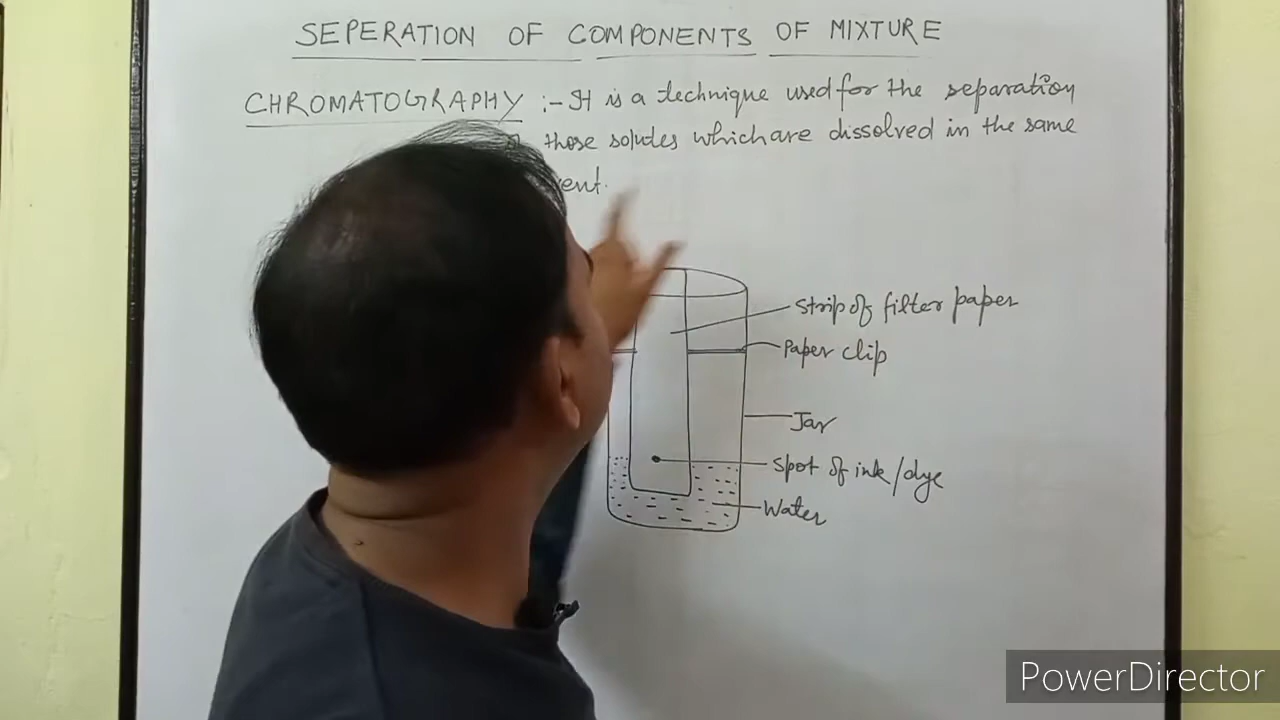 SEPERATION OF COMPONENTS OF MIXTURE
CHROMATOGRAPHY :- It is a technique used for the separation
those solutes which are dissolved in the same
Strip of filter paper
Paper clip
Jar
Spot of ink/dye
Water
PowerDirector